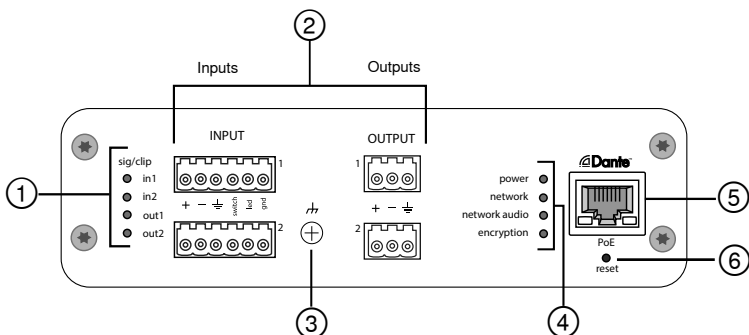 2
Inputs
Outputs
INPUT
OUTPUT
sig/clip
in1
in2
out1
out2
1
1
+ − switch led gnd
2
1
+ −
2
3
power
network
network audio
encryption
4
Dante
PoE
reset
5
6